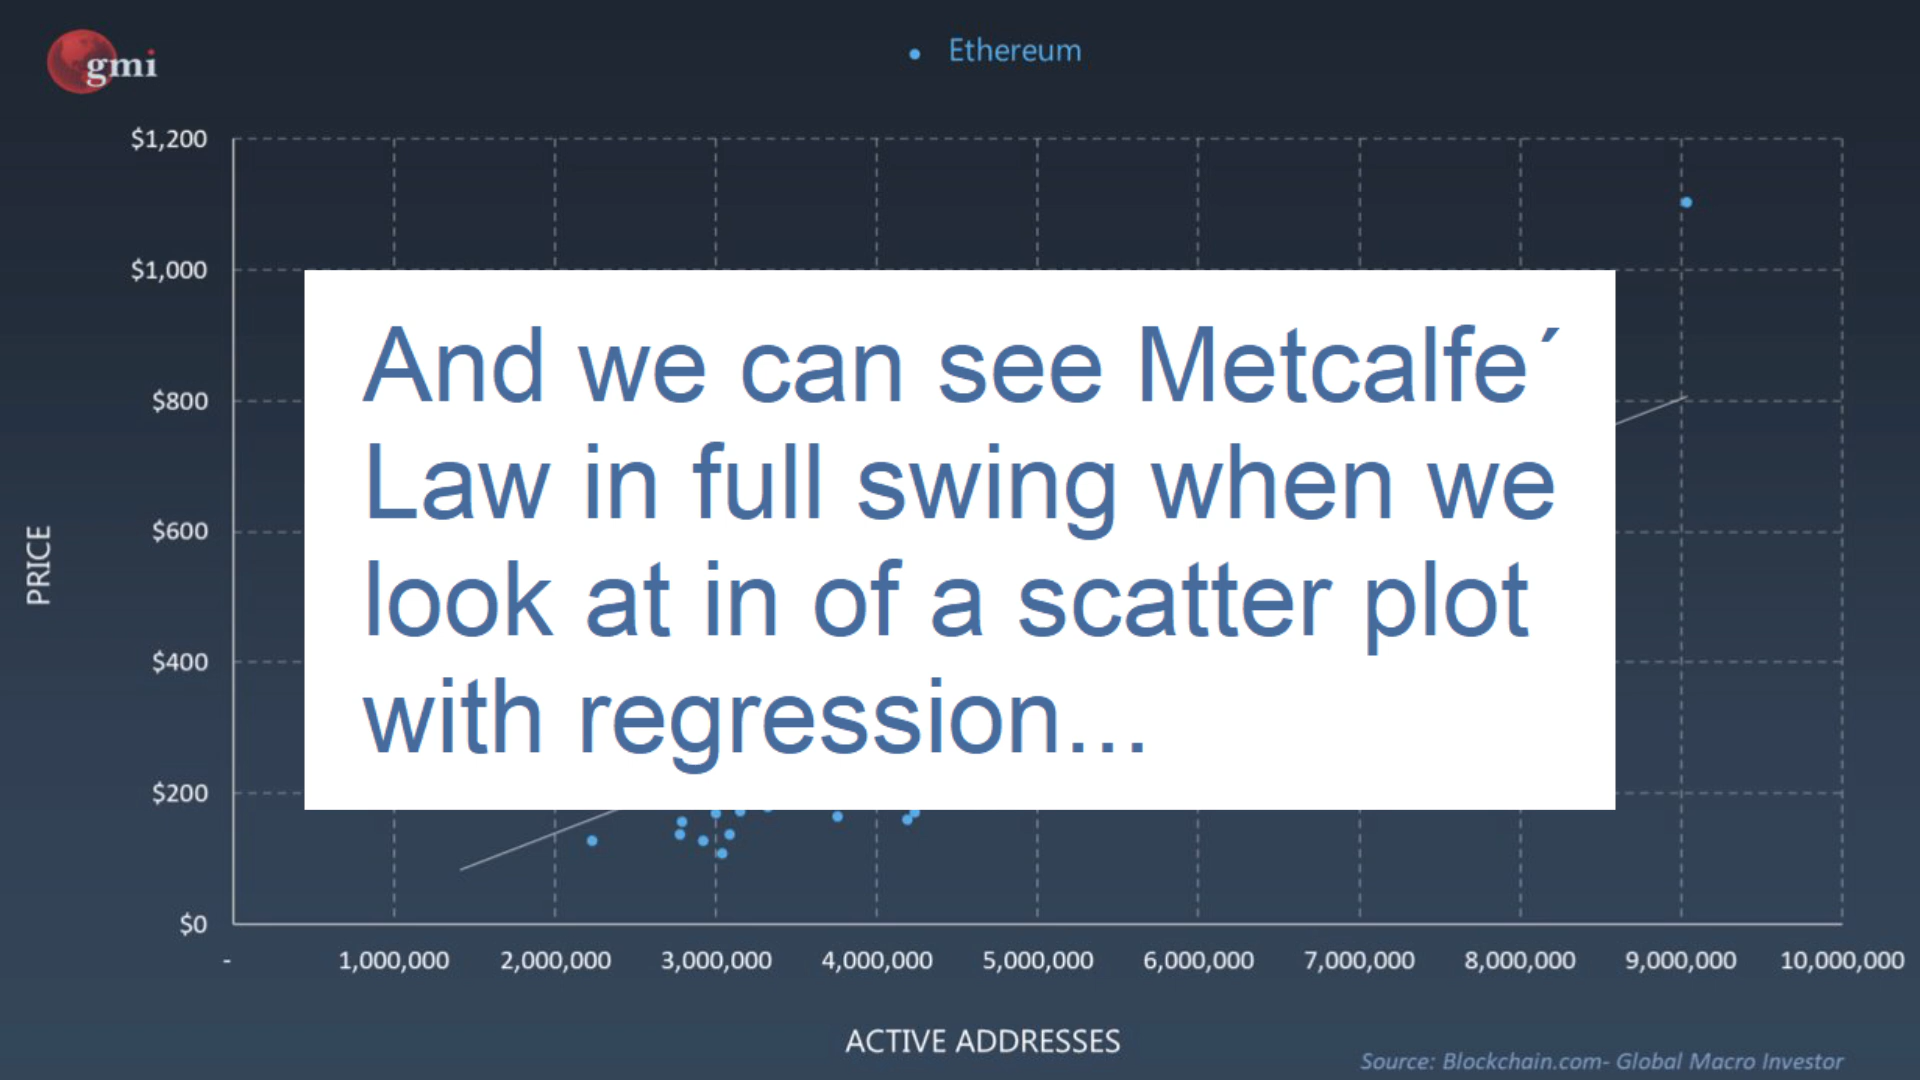 gmi
Ethereum
$1,200
$1,000
And we can see Metcalfe´
$800
Law in full swing when we
$600
PRICE
look at in of a scatter plot
$400
with regression...
$200
$0
- 1,000,000 2,000,000 3,000,000 4,000,000 5,000,000 6,000,000 7,000,000 8,000,000 9,000,000 10,000,000
ACTIVE ADDRESSES
Source: Blockchain.com- Global Macro Investor